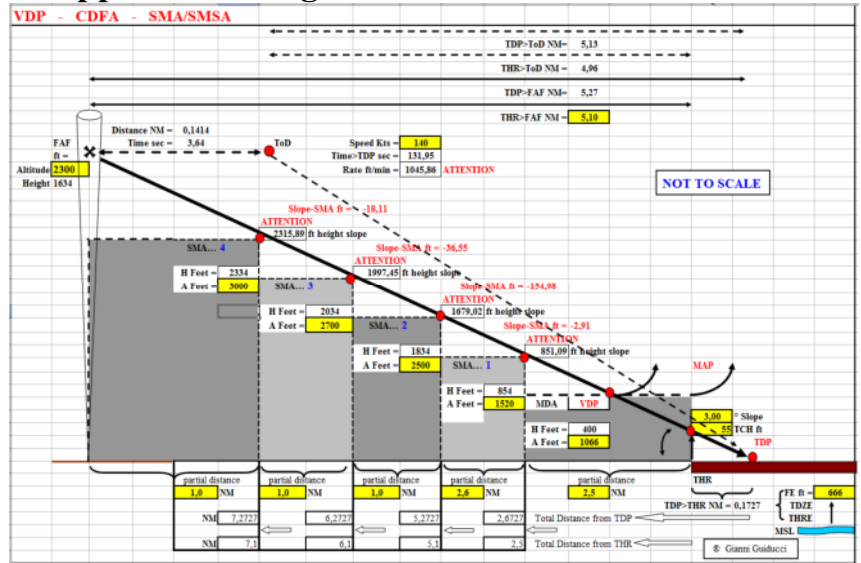 VDP - CDFA - SMA/SMSA
TDP>ToD NM= 5,13
THR>ToD NM= 4,96
TDP>FAF NM= 5,27
THR>FAF NM= 5,10
Distance NM = 0,1414
Time sec = 3,64
FAF
ft =
Altitude 2300
Height 1634
ToD
Speed Kts = 140
Time>TDP sec = 131,95
Rate ft/min = 1045,86 ATTENTION
NOT TO SCALE
Slope-SMA ft = -18,11
ATTENTION
2315,89 ft height slope
SMA... 4
H Feet = 2334
A Feet = 3000
Slope-SMA ft = -36,55
ATTENTION
1997,45 ft height slope
SMA... 3
H Feet = 2034
A Feet = 2700
Slope-SMA ft = -154,98
ATTENTION
1679,02 ft height slope
SMA... 2
H Feet = 1834
A Feet = 2500
Slope-SMA ft = -2,91
ATTENTION
851,09 ft height slope
SMA... 1
H Feet = 854
A Feet = 1520
MAP
MDA VDP
H Feet = 400
A Feet = 1066
3,00 ° Slope
55 TCH ft
TDP
partial distance partial distance partial distance partial distance partial distance
1,0 NM 1,0 NM 1,0 NM 2,6 NM 2,5 NM
THR
TDP>THR NM = 0,1727
FE ft = 666
TDZE
THRE
MSL
NM 7,2727 6,2727 5,2727 2,6727 Total Distance from TDP
NM 7,1 6,1 5,1 2,5 Total Distance from THR
® Gianni Guiducci